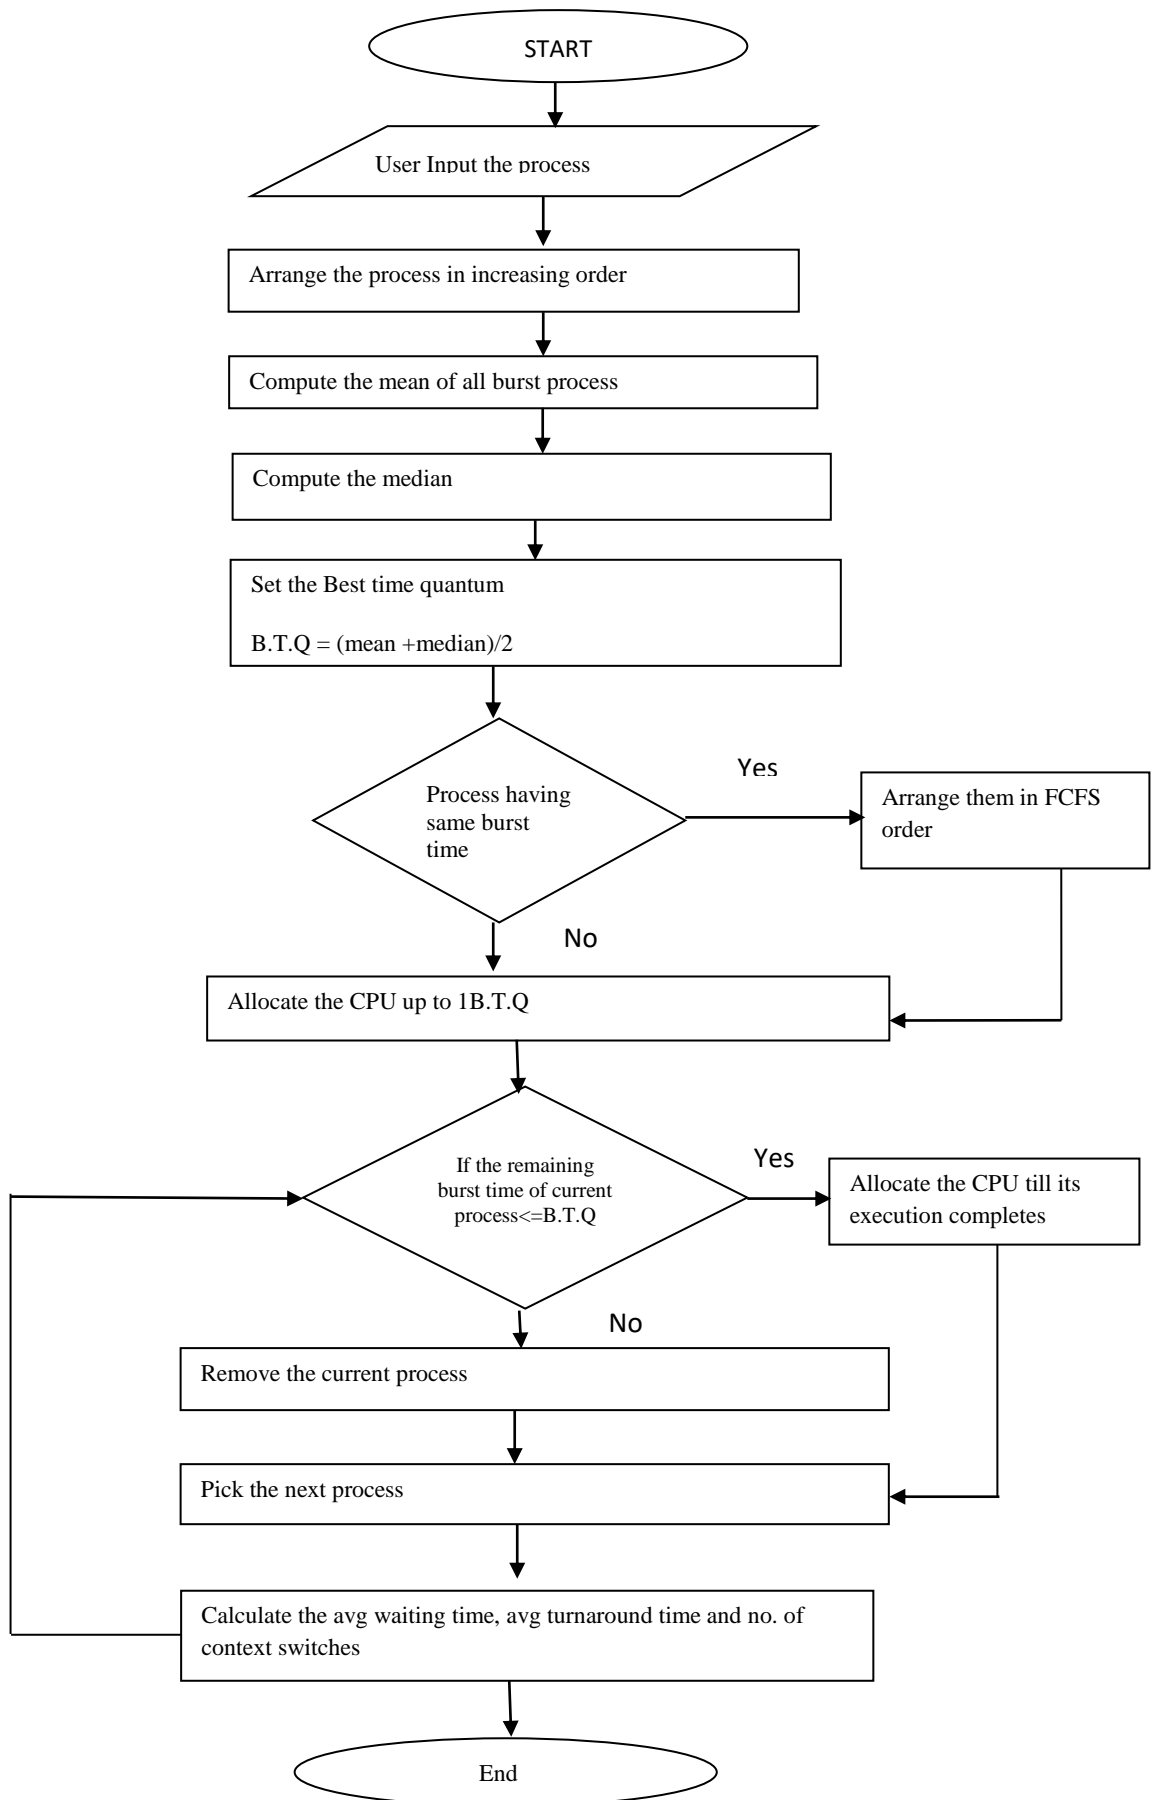 START
User Input the process
Arrange the process in increasing order
Compute the mean of all burst process
Compute the median
Set the Best time quantum
B.T.Q = (mean +median)/2
Process having
same burst
time
Yes
Arrange them in FCFS
order
No
Allocate the CPU up to 1B.T.Q
If the remaining
burst time of current
process<=B.T.Q
Yes
Allocate the CPU till its
execution completes
No
Remove the current process
Pick the next process
Calculate the avg waiting time, avg turnaround time and no. of
context switches
End